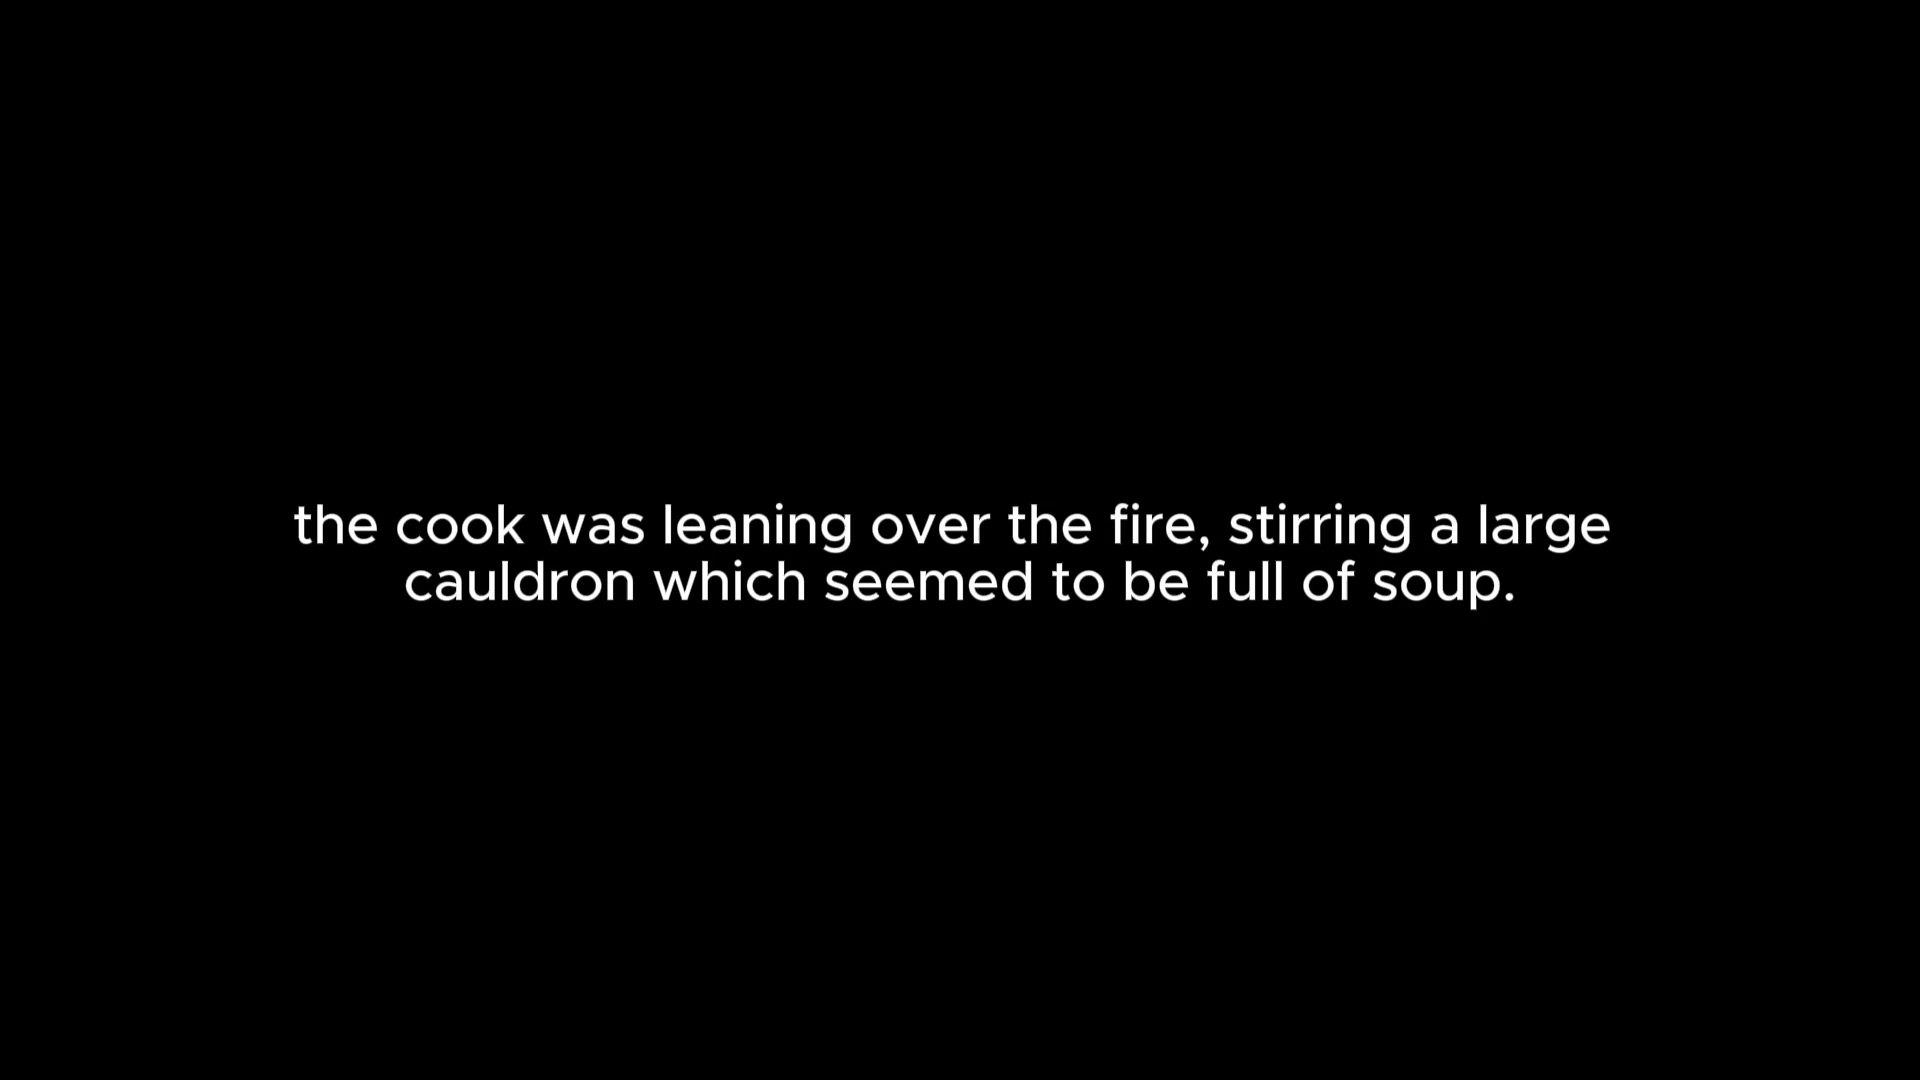 the cook was leaning over the fire, stirring a large
cauldron which seemed to be full of soup.